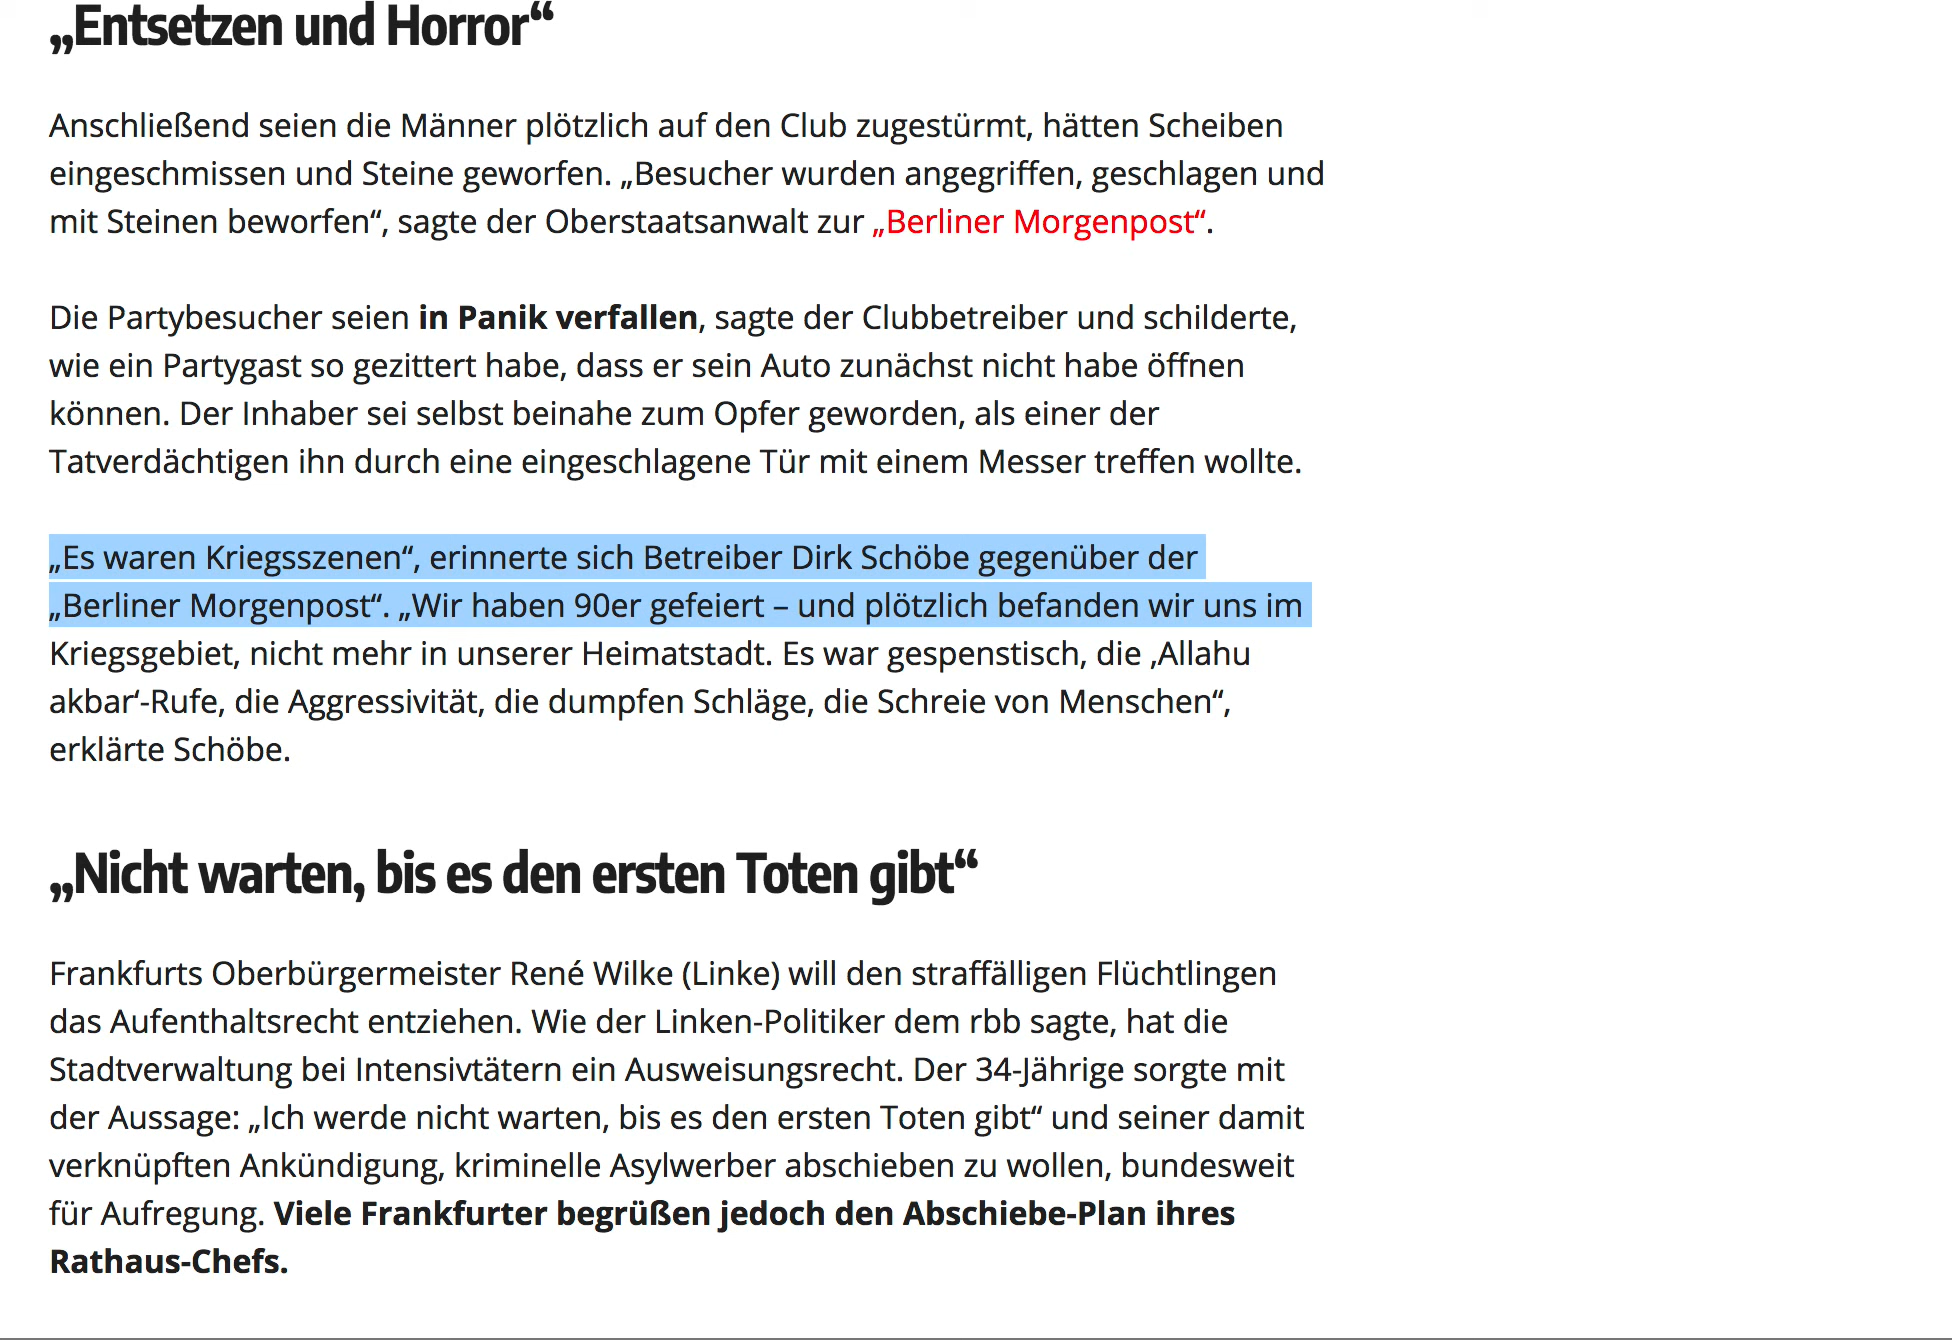 „Entsetzen und Horror“
Anschließend seien die Männer plötzlich auf den Club zugestürmt, hätten Scheiben
eingeschmissen und Steine geworfen. „Besucher wurden angegriffen, geschlagen und
mit Steinen beworfen“, sagte der Oberstaatsanwalt zur „Berliner Morgenpost“.
Die Partybesucher seien in Panik verfallen, sagte der Clubbetreiber und schilderte,
wie ein Partygast so gezittert habe, dass er sein Auto zunächst nicht habe öffnen
können. Der Inhaber sei selbst beinahe zum Opfer geworden, als einer der
Tatverdächtigen ihn durch eine eingeschlagene Tür mit einem Messer treffen wollte.
„Es waren Kriegsszenen“, erinnerte sich Betreiber Dirk Schöbe gegenüber der
„Berliner Morgenpost“. „Wir haben 90er gefeiert – und plötzlich befanden wir uns im
Kriegsgebiet, nicht mehr in unserer Heimatstadt. Es war gespenstisch, die ‚Allahu
akbar‘-Rufe, die Aggressivität, die dumpfen Schläge, die Schreie von Menschen“,
erklärte Schöbe.
„Nicht warten, bis es den ersten Toten gibt“
Frankfurts Oberbürgermeister René Wilke (Linke) will den straffälligen Flüchtlingen
das Aufenthaltsrecht entziehen. Wie der Linken-Politiker dem rbb sagte, hat die
Stadtverwaltung bei Intensivtätern ein Ausweisungsrecht. Der 34-Jährige sorgte mit
der Aussage: „Ich werde nicht warten, bis es den ersten Toten gibt“ und seiner damit
verknüpften Ankündigung, kriminelle Asylwerber abschieben zu wollen, bundesweit
für Aufregung. Viele Frankfurter begrüßen jedoch den Abschiebe-Plan ihres
Rathaus-Chefs.